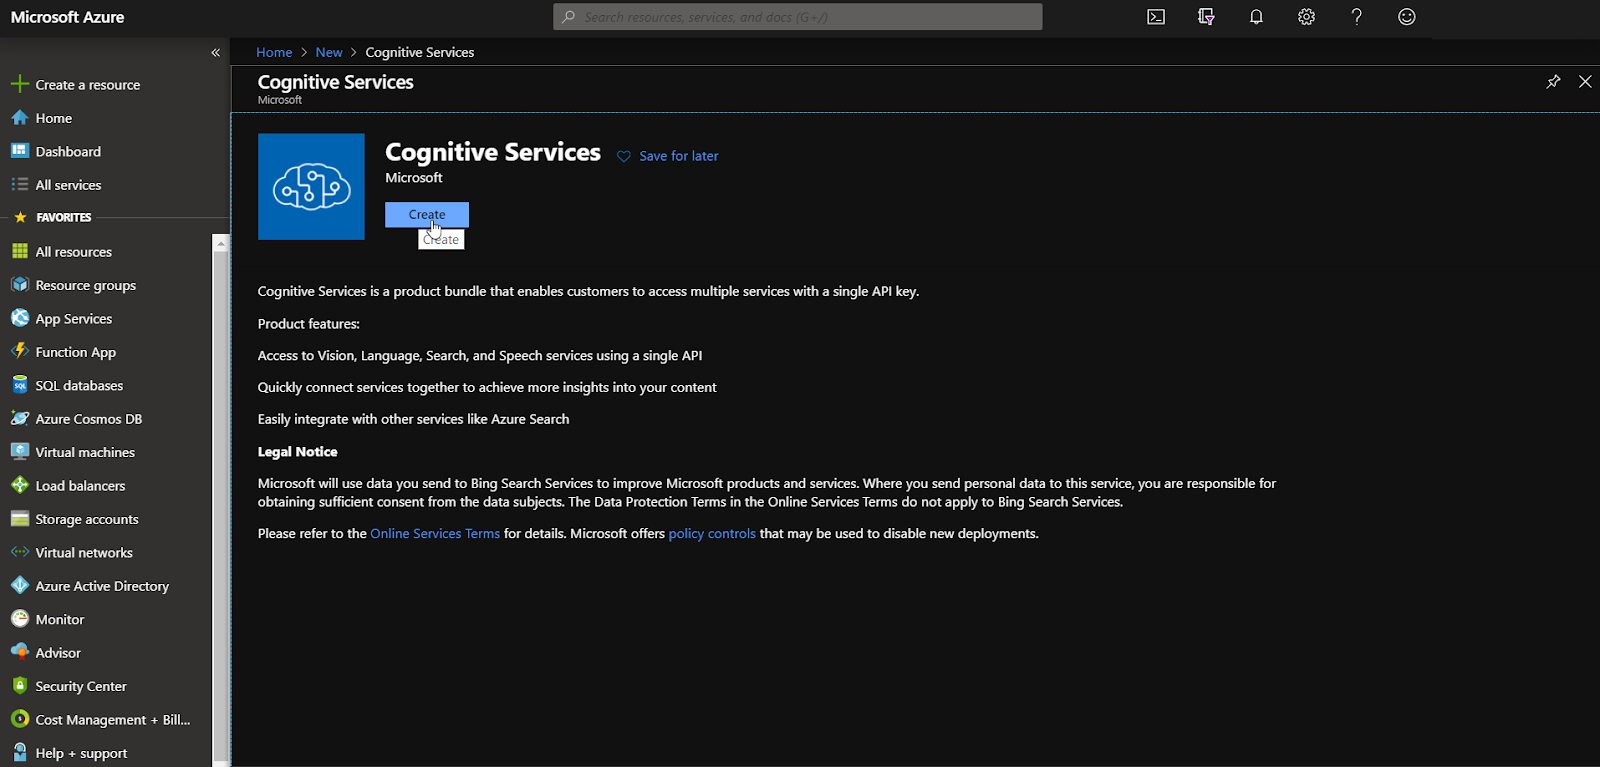 Microsoft Azure
Search resources, services, and docs (G+/)
Create a resource
Home
Dashboard
All services
FAVORITES
All resources
Resource groups
App Services
Function App
SQL databases
Azure Cosmos DB
Virtual machines
Load balancers
Storage accounts
Virtual networks
Azure Active Directory
Monitor
Advisor
Security Center
Cost Management + Bill...
Help + support
Home > New > Cognitive Services
Cognitive Services
Microsoft
Cognitive Services
Save for later
Microsoft
Create
Create
Cognitive Services is a product bundle that enables customers to access multiple services with a single API key.
Product features:
Access to Vision, Language, Search, and Speech services using a single API
Quickly connect services together to achieve more insights into your content
Easily integrate with other services like Azure Search
Legal Notice
Microsoft will use data you send to Bing Search Services to improve Microsoft products and services. Where you send personal data to this service, you are responsible for
obtaining sufficient consent from the data subjects. The Data Protection Terms in the Online Services Terms do not apply to Bing Search Services.
Please refer to the Online Services Terms for details. Microsoft offers policy controls that may be used to disable new deployments.